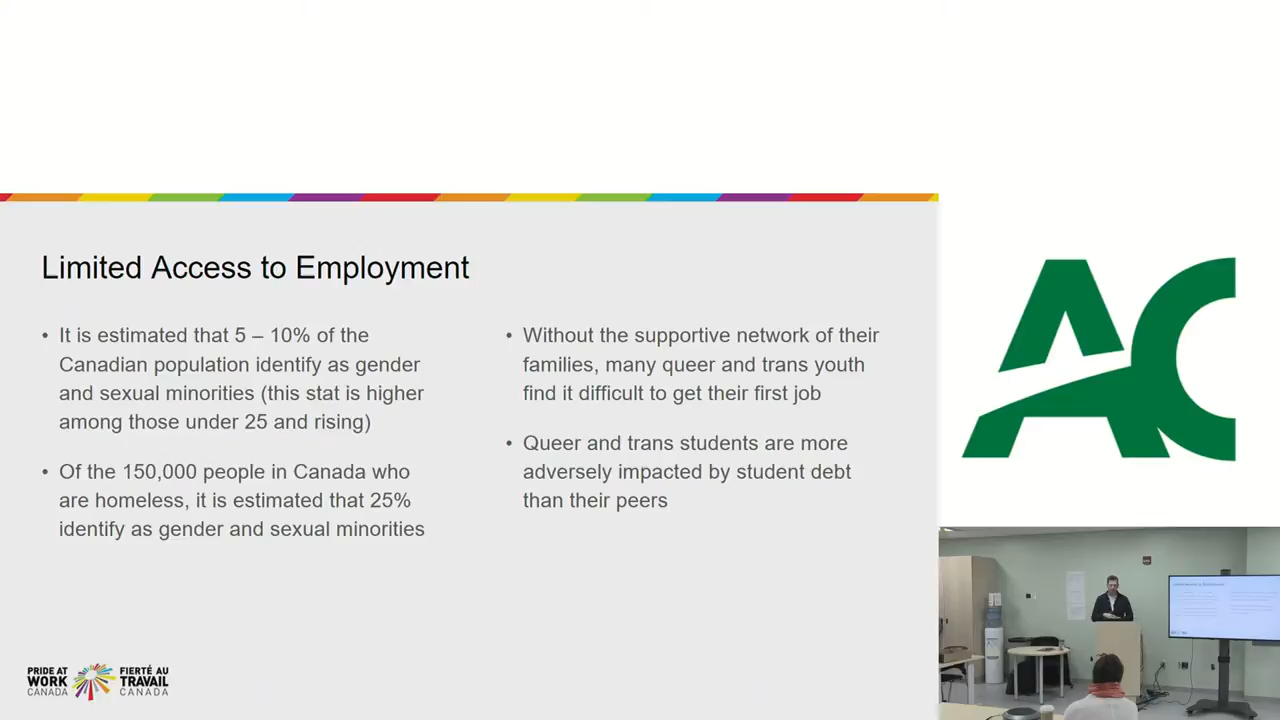 Limited Access to Employment
• It is estimated that 5 – 10% of the
Canadian population identify as gender
and sexual minorities (this stat is higher
among those under 25 and rising)
• Of the 150,000 people in Canada who
are homeless, it is estimated that 25%
identify as gender and sexual minorities
• Without the supportive network of their
families, many queer and trans youth
find it difficult to get their first job
• Queer and trans students are more
adversely impacted by student debt
than their peers
PRIDE AT
WORK
CANADA
FIERTÉ AU
TRAVAIL
CANADA
AC